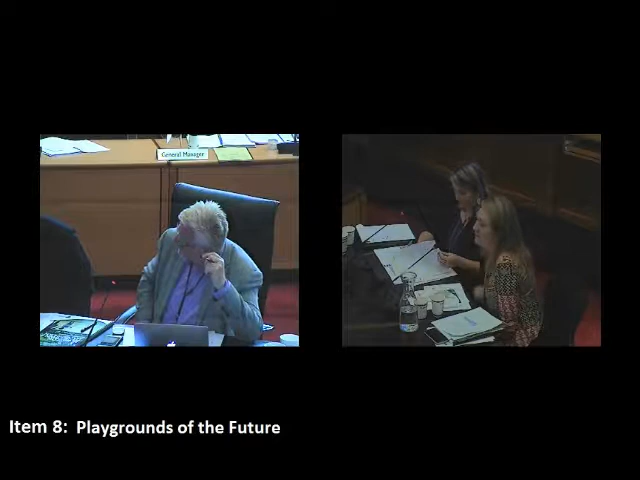 General Manager
Item 8: Playgrounds of the Future